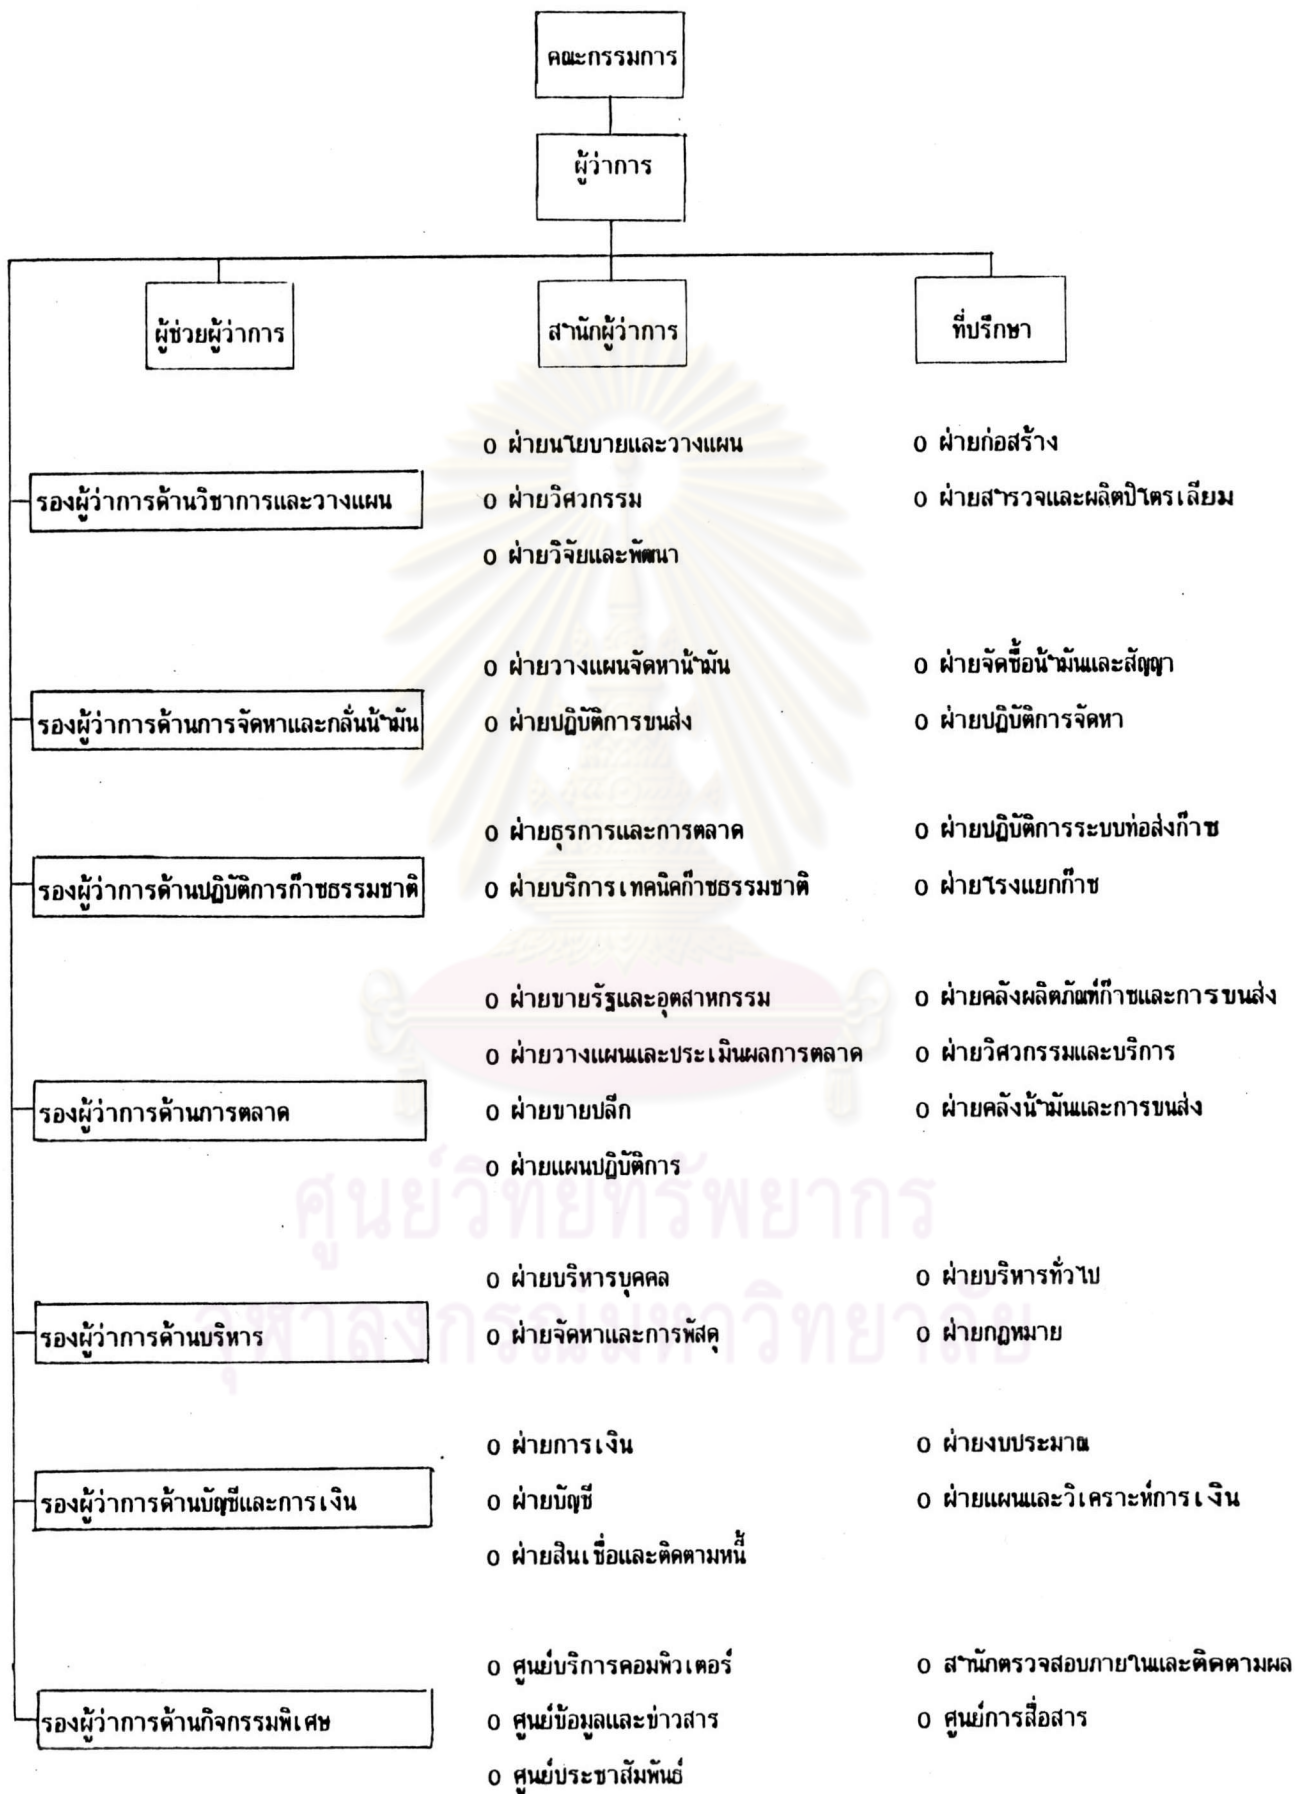 คณะกรรมการ
ผู้ว่าการ
ผู้ช่วยผู้ว่าการ สำนักผู้ว่าการ ที่ปรึกษา
o ฝ่ายนโยบายและวางแผน o ฝ่ายก่อสร้าง
รองผู้ว่าการด้านวิชาการและวางแผน o ฝ่ายวิศวกรรม o ฝ่ายสำรวจและผลิตปิโตรเลียม
o ฝ่ายวิจัยและพัฒนา
o ฝ่ายวางแผนจัดหาน้ำมัน o ฝ่ายจัดซื้อน้ำมันและสัญญา
รองผู้ว่าการด้านการจัดหาและกลั่นน้ำมัน o ฝ่ายปฏิบัติการขนส่ง o ฝ่ายปฏิบัติการจัดหา
o ฝ่ายธุรการและการตลาด o ฝ่ายปฏิบัติการระบบท่อส่งก๊าซ
รองผู้ว่าการด้านปฏิบัติการก๊าซธรรมชาติ o ฝ่ายบริการเทคนิคก๊าซธรรมชาติ o ฝ่ายโรงแยกก๊าซ
o ฝ่ายขายรัฐและอุตสาหกรรม o ฝ่ายคลังผลิตภัณฑ์ก๊าซและการขนส่ง
o ฝ่ายวางแผนและประเมินผลการตลาด o ฝ่ายวิศวกรรมและบริการ
รองผู้ว่าการด้านการตลาด o ฝ่ายขายปลีก o ฝ่ายคลังน้ำมันและการขนส่ง
o ฝ่ายแผนปฏิบัติการ
ศูนย์วิทยทรัพยากร
o ฝ่ายบริหารบุคคล o ฝ่ายบริหารทั่วไป
จุฬาลงกรณ์มหาวิทยาลัย
รองผู้ว่าการด้านบริหาร o ฝ่ายจัดหาและการพัสดุ o ฝ่ายกฎหมาย
o ฝ่ายการเงิน o ฝ่ายงบประมาณ
รองผู้ว่าการด้านบัญชีและการเงิน o ฝ่ายบัญชี o ฝ่ายแผนและวิเคราะห์การเงิน
o ฝ่ายสินเชื่อและติดตามหนี้
o ศูนย์บริการคอมพิวเตอร์ o สำนักตรวจสอบภายในและติดตามผล
รองผู้ว่าการด้านกิจกรรมพิเศษ o ศูนย์ข้อมูลและข่าวสาร o ศูนย์การสื่อสาร
o ศูนย์ประชาสัมพันธ์